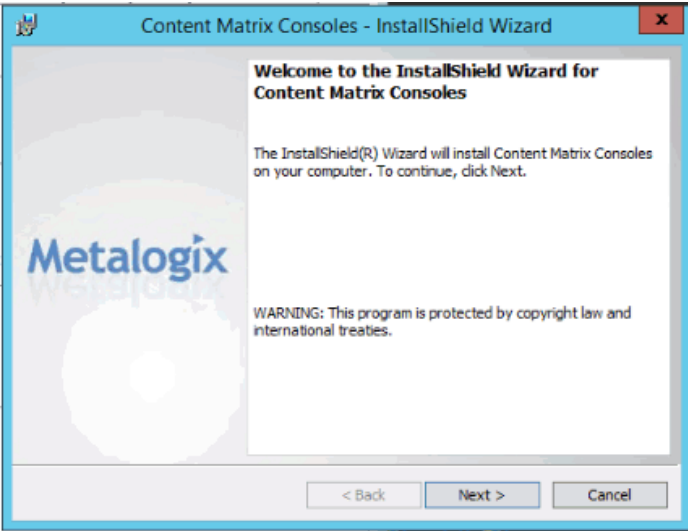 Content Matrix Consoles - InstallShield Wizard
x
Welcome to the InstallShield Wizard for
Content Matrix Consoles
The InstallShield(R) Wizard will install Content Matrix Consoles
on your computer. To continue, click Next.
Metalogix
WARNING: This program is protected by copyright law and
international treaties.
< Back
Next >
Cancel